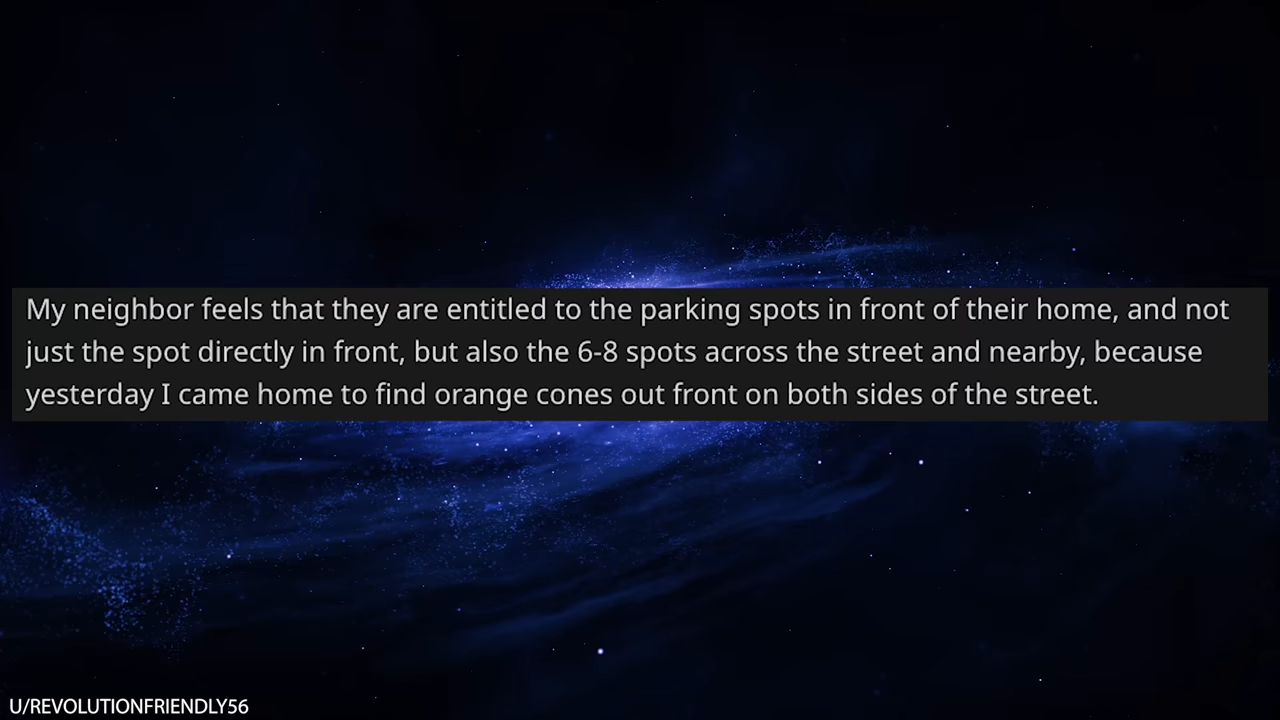 My neighbor feels that they are entitled to the parking spots in front of their home, and not
just the spot directly in front, but also the 6-8 spots across the street and nearby, because
yesterday I came home to find orange cones out front on both sides of the street.
U/REVOLUTIONFRIENDLY56